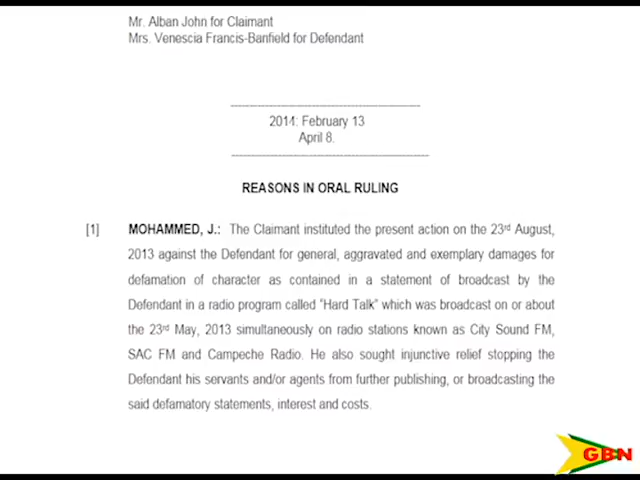 Mr. Alban John for Claimant
Mrs. Venescia Francis-Banfield for Defendant
2014: February 13
April 8.
REASONS IN ORAL RULING
[1] MOHAMMED, J.: The Claimant instituted the present action on the 23rd August,
2013 against the Defendant for general, aggravated and exemplary damages for
defamation of character as contained in a statement of broadcast by the
Defendant in a radio program called "Hard Talk" which was broadcast on or about
the 23rd May, 2013 simultaneously on radio stations known as City Sound FM,
SAC FM and Campeche Radio. He also sought injunctive relief stopping the
Defendant his servants and/or agents from further publishing, or broadcasting the
said defamatory statements, interest and costs.
GBN